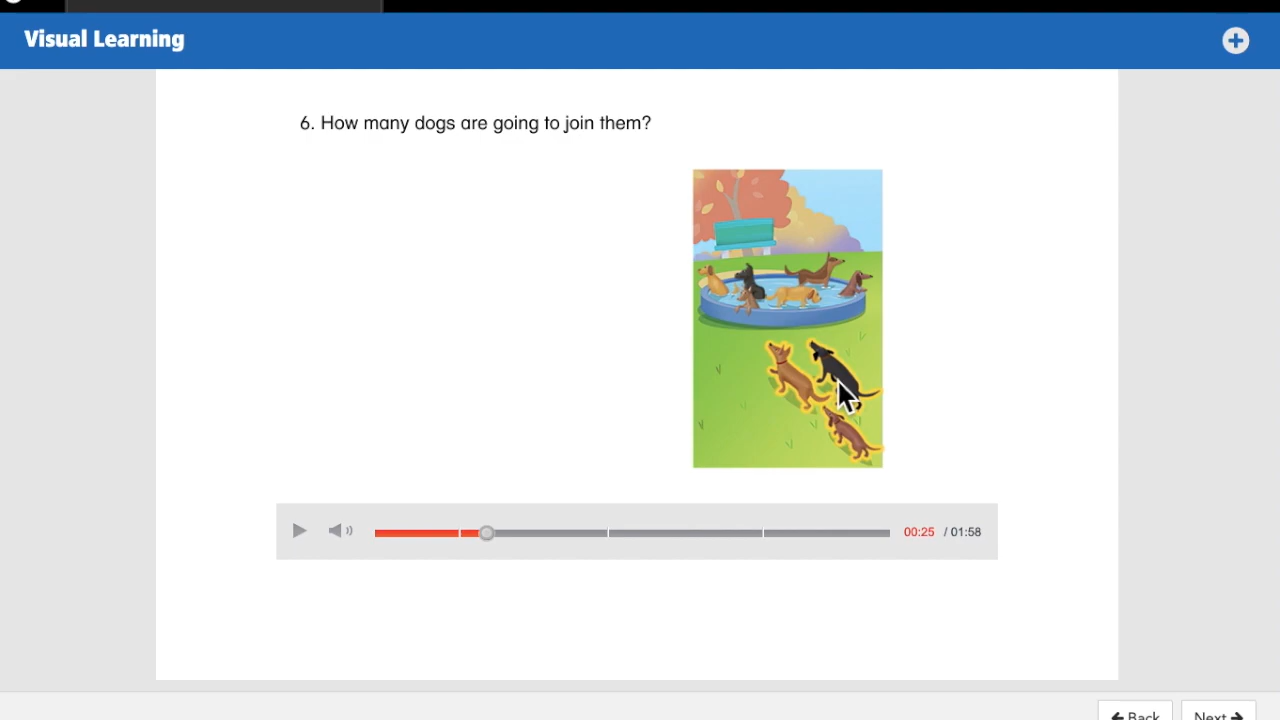 Visual Learning
6. How many dogs are going to join them?
00:25 / 01:58
Back Next